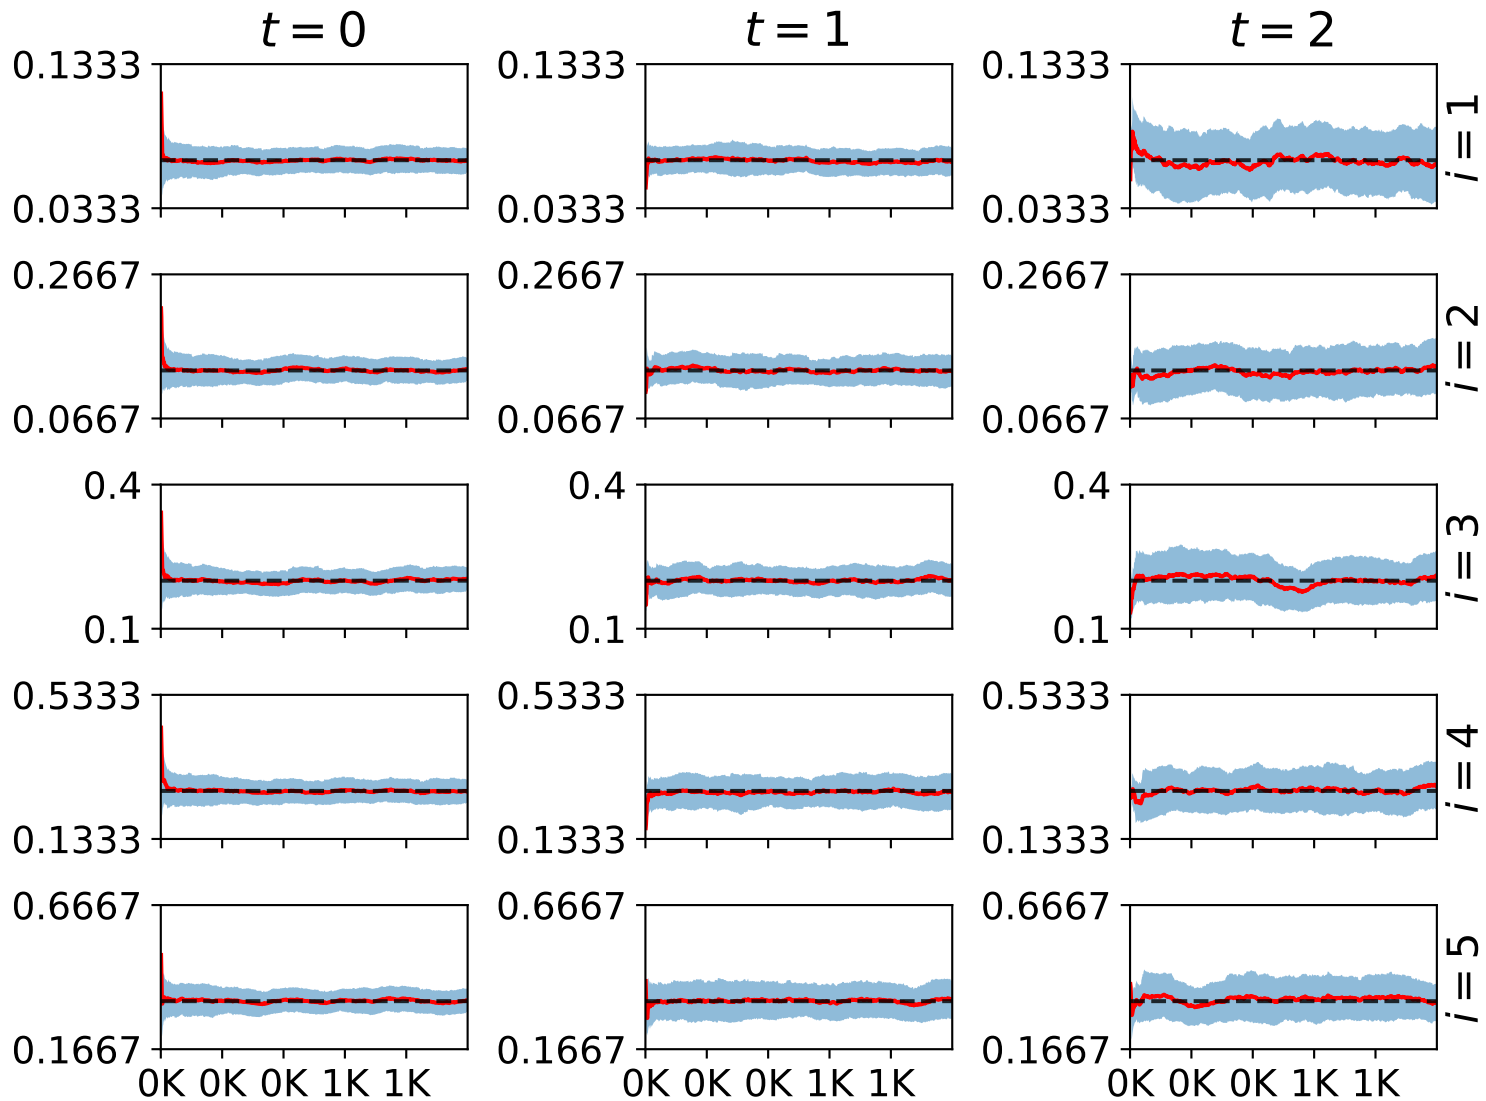 t = 0 t = 1 t = 2
0.1333 0.1333 0.1333
0.0333 0.0333 0.0333
i = 1
0.2667 0.2667 0.2667
0.0667 0.0667 0.0667
i = 2
0.4 0.4 0.4
0.1 0.1 0.1
i = 3
0.5333 0.5333 0.5333
0.1333 0.1333 0.1333
i = 4
0.6667 0.6667 0.6667
0.1667 0.1667 0.1667
i = 5
0K 0K 0K 1K 1K 0K 0K 0K 1K 1K 0K 0K 0K 1K 1K